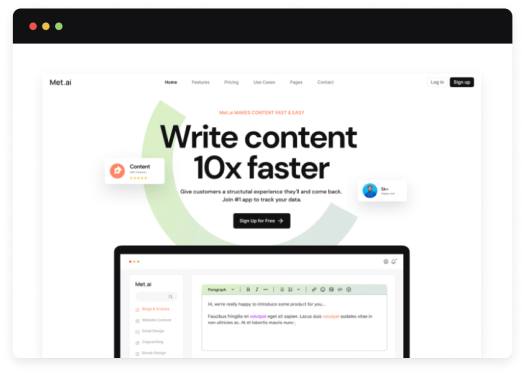 Met.ai
Home Features Pricing Use Cases Pages Contact
Log in Sign up
Met.ai MAKES CONTENT FAST & EASY
Write content
10x faster
Content
5k+
Give customers a structutal experience they'll and come back.
Join #1 app to track your data.
Sign Up for Free →
Met.ai
Blogs & Articles
Website Content
Email Design
Copywriting
Ebook Design
Paragraph B I
Hi, we're really happy to introduce some product for you...
Faucibus fringilla mi volutpat eget sit sapien. Lacus duis volutpat sodales vitae in
non ultricies ac. At et lobortis mauris nunc